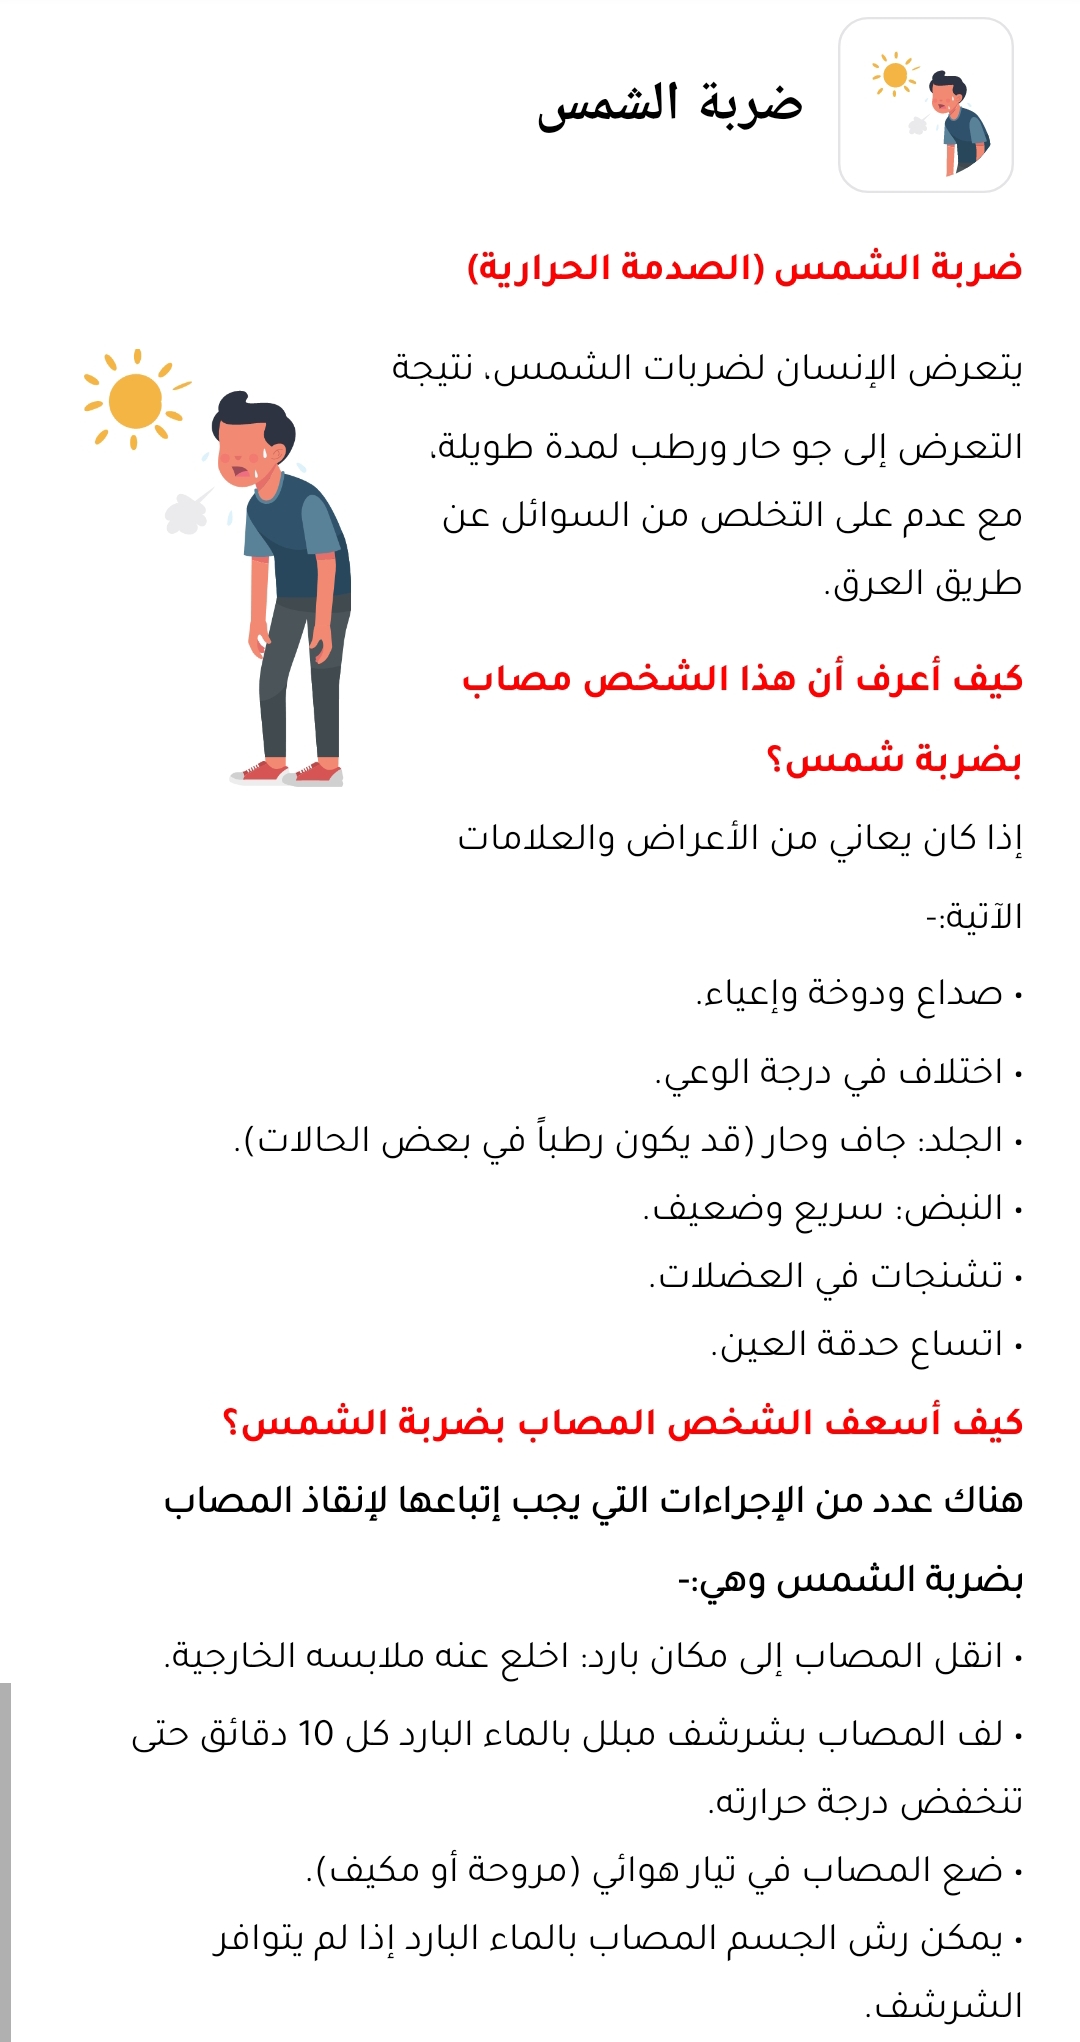 ضربة الشمس
ضربة الشمس (الصدمة الحرارية)
يتعرض الإنسان لضربات الشمس، نتيجة
التعرض إلى جو حار ورطب لمدة طويلة،
مع عدم على التخلص من السوائل عن
طريق العرق.
كيف أعرف أن هذا الشخص مصاب
بضربة شمس؟
إذا كان يعاني من الأعراض والعلامات
الآتية:-
• صداع ودوخة وإعياء.
• اختلاف في درجة الوعي.
• الجلد: جاف وحار (قد يكون رطباً في بعض الحالات).
• النبض: سريع وضعيف.
• تشنجات في العضلات.
• اتساع حدقة العين.
كيف أسعف الشخص المصاب بضربة الشمس؟
هناك عدد من الإجراءات التي يجب إتباعها لإنقاذ المصاب
بضربة الشمس وهي:-
• انقل المصاب إلى مكان بارد: اخلع عنه ملابسه الخارجية.
• لف المصاب بشرشف مبلل بالماء البارد كل 10 دقائق حتى
تنخفض درجة حرارته.
• ضع المصاب في تيار هوائي (مروحة أو مكيف).
• يمكن رش الجسم المصاب بالماء البارد إذا لم يتوافر
الشرشف.